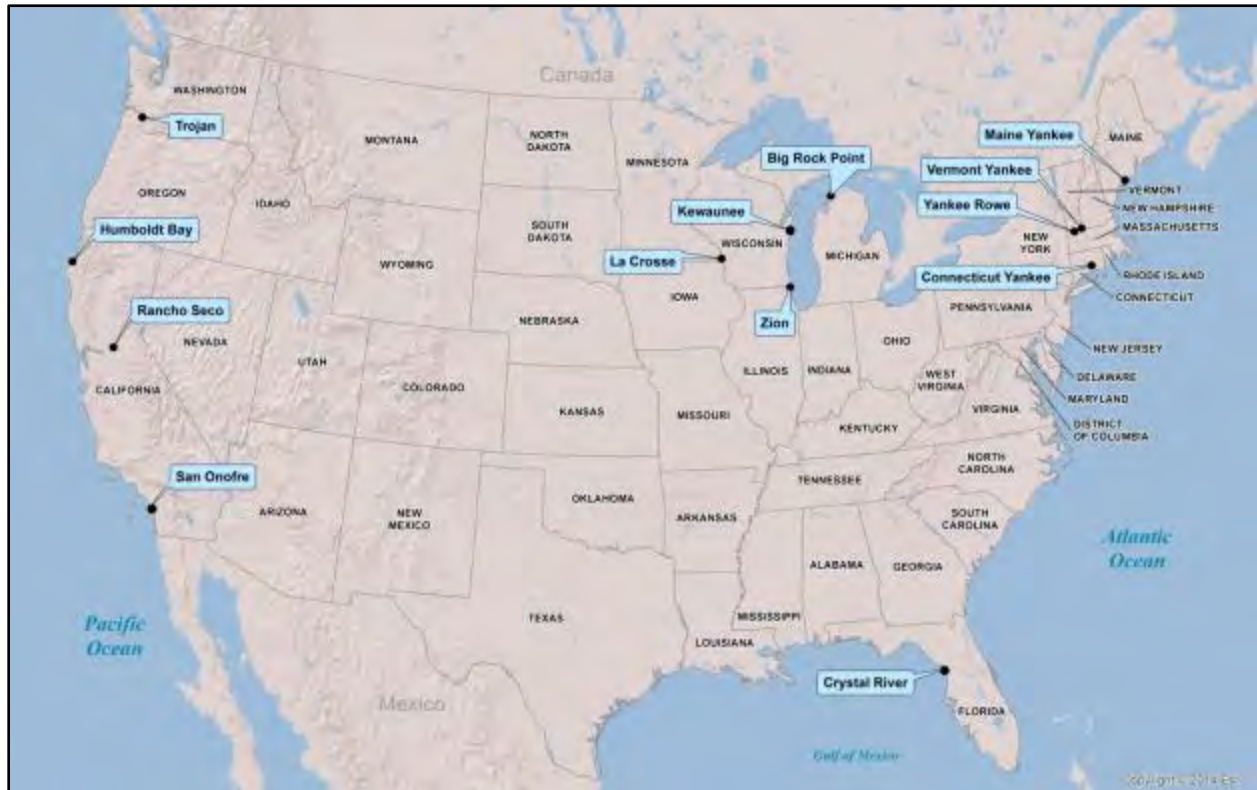 Canada
WASHINGTON
Trojan
MONTANA
NORTH
DAKOTA
MINNESOTA
Big Rock Point
Maine Yankee
MAINE
Vermont Yankee
VERMONT
OREGON
IDAHO
Yankee Rowe
NEW HAMPSHIRE
Humboldt Bay
SOUTH
DAKOTA
Kewaunee
WISCONSIN
MICHIGAN
NEW
YORK
MASSACHUSETTS
WYOMING
La Crosse
Connecticut Yankee
RHODE ISLAND
CONNECTICUT
Rancho Seco
IOWA
Zion
PENNSYLVANIA
NEBRASKA
NEVADA
UTAH
OHIO
NEW JERSEY
CALIFORNIA
COLORADO
ILLINOIS
INDIANA
WEST
VIRGINIA
DELAWARE
MARYLAND
KANSAS
MISSOURI
VIRGINIA
KENTUCKY
DISTRICT
OF COLUMBIA
San Onofre
NORTH
CAROLINA
TENNESSEE
OKLAHOMA
ARIZONA
NEW
MEXICO
ARKANSAS
SOUTH
CAROLINA
Atlantic
Ocean
ALABAMA
GEORGIA
Pacific
Ocean
TEXAS
MISSISSIPPI
LOUISIANA
Crystal River
Mexico
FLORIDA
Gulf of Mexico
Copyright © 2014 Esri